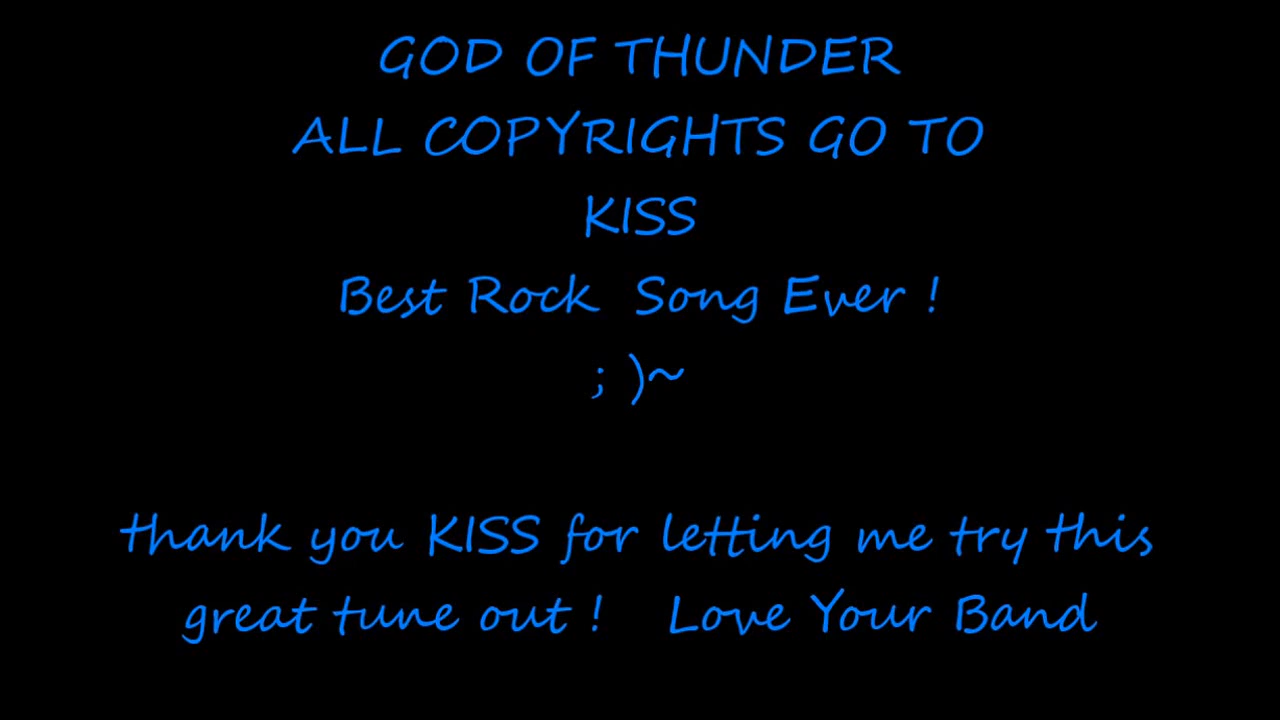 GOD OF THUNDER
ALL COPYRIGHTS GO TO
KISS
Best Rock  Song Ever !
; )~
thank you KISS for letting me try this
great tune out !   Love Your Band